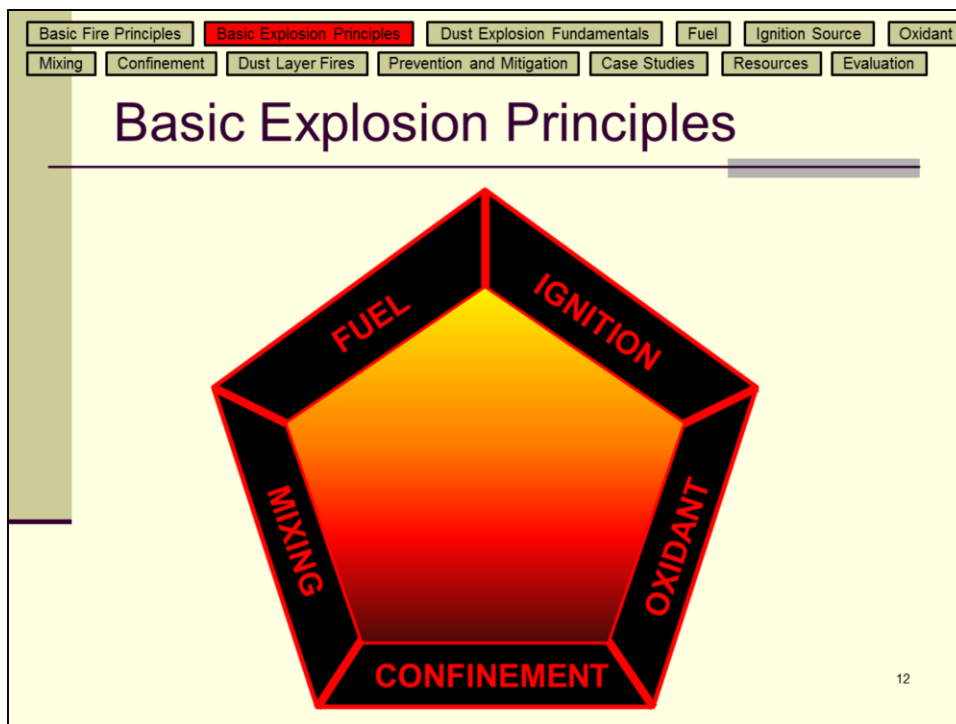 Basic Fire Principles Basic Explosion Principles Dust Explosion Fundamentals Fuel Ignition Source Oxidant
Mixing Confinement Dust Layer Fires Prevention and Mitigation Case Studies Resources Evaluation
Basic Explosion Principles
FUEL
IGNITION
MIXING
OXIDANT
CONFINEMENT
12